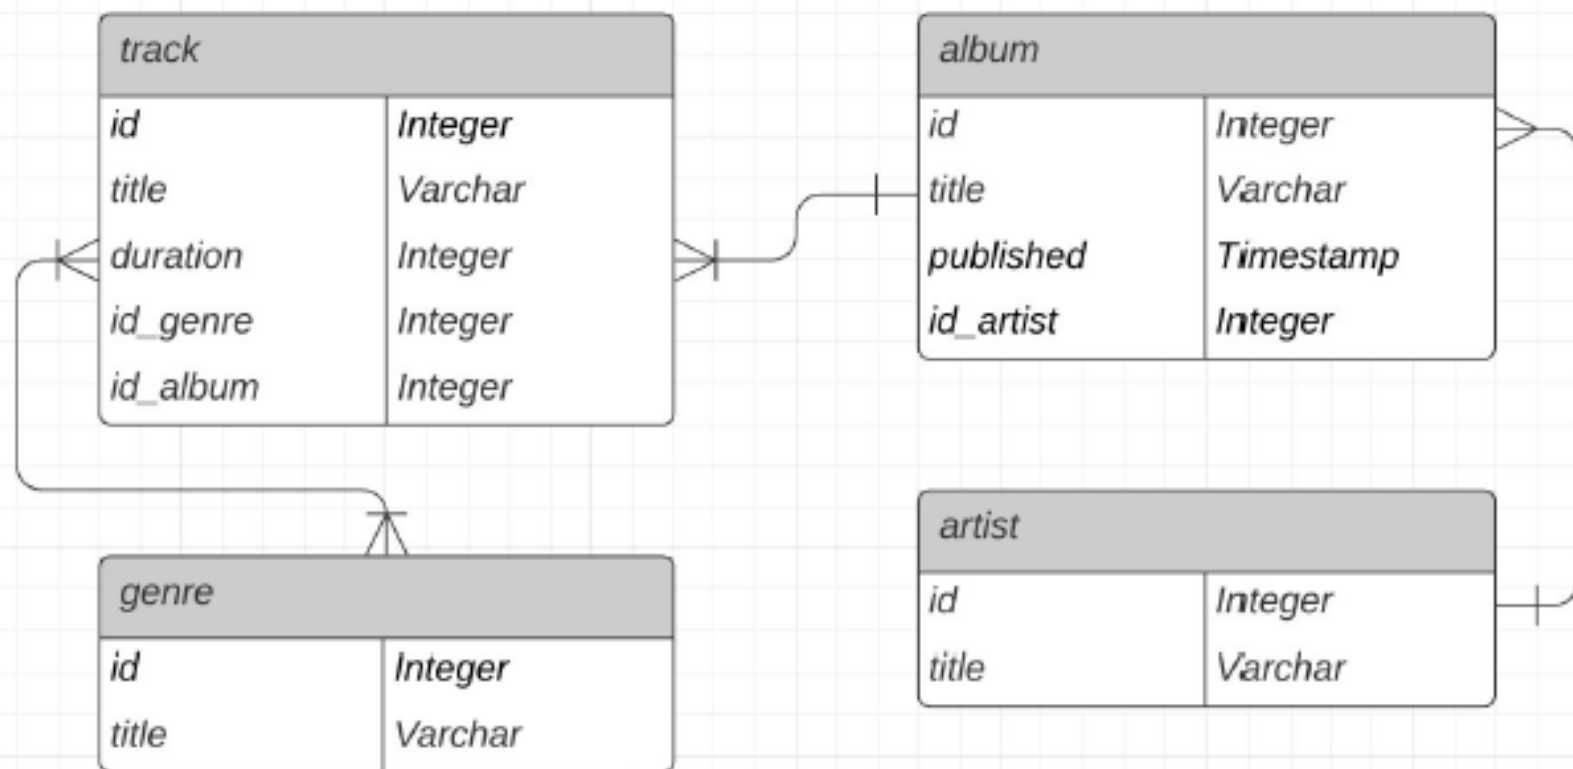 track
id Integer
title Varchar
duration Integer
id_genre Integer
id_album Integer
album
id Integer
title Varchar
published Timestamp
id_artist Integer
genre
id Integer
title Varchar
artist
id Integer
title Varchar